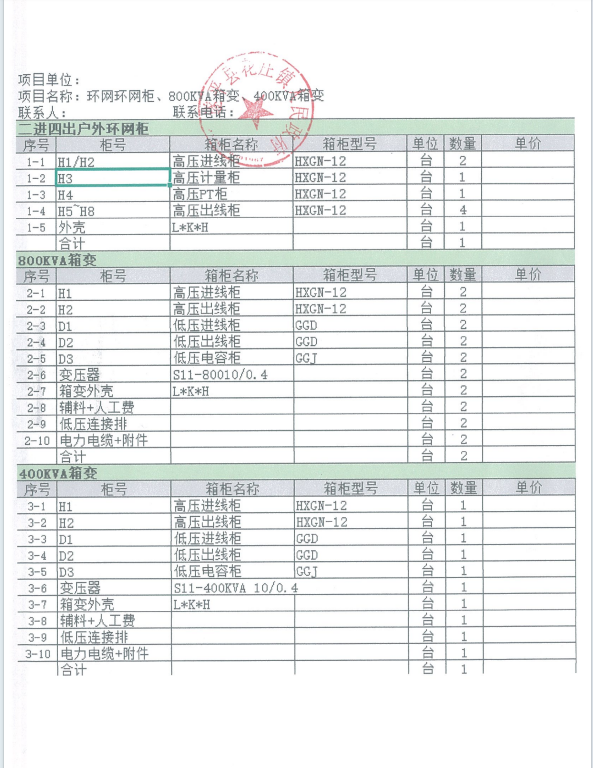 项目单位：
项目名称：环网环网柜、800KVA箱变、400KVA箱变
联系人： 联系电话：
二进四出户外环网柜
序号 柜号 箱柜名称 箱柜型号 单位 数量 单价
1-1 H1/H2 高压进线柜 HXGN-12 台 2
1-2 H3 高压计量柜 HXGN-12 台 1
1-3 H4 高压PT柜 HXGN-12 台 1
1-4 H5~H8 高压出线柜 HXGN-12 台 4
1-5 外壳 L*K*H 台 1
合计 台 1
800KVA箱变
序号 柜号 箱柜名称 箱柜型号 单位 数量 单价
2-1 H1 高压进线柜 HXGN-12 台 2
2-2 H2 高压出线柜 HXGN-12 台 2
2-3 D1 低压进线柜 GGD 台 2
2-4 D2 低压出线柜 GGD 台 2
2-5 D3 低压电容柜 GGJ 台 2
2-6 变压器 S11-80010/0.4 台 2
2-7 箱变外壳 L*K*H 台 2
2-8 辅料+人工费 台 2
2-9 低压连接排 台 2
2-10 电力电缆+附件 台 2
合计 台 2
400KVA箱变
序号 柜号 箱柜名称 箱柜型号 单位 数量 单价
3-1 H1 高压进线柜 HXGN-12 台 1
3-2 H2 高压出线柜 HXGN-12 台 1
3-3 D1 低压进线柜 GGD 台 1
3-4 D2 低压出线柜 GGD 台 1
3-5 D3 低压电容柜 GGJ 台 1
3-6 变压器 S11-400KVA 10/0.4 台 1
3-7 箱变外壳 L*K*H 台 1
3-8 辅料+人工费 台 1
3-9 低压连接排 台 1
3-10 电力电缆+附件 台 1
合计 台 1
县花庄镇人民政府